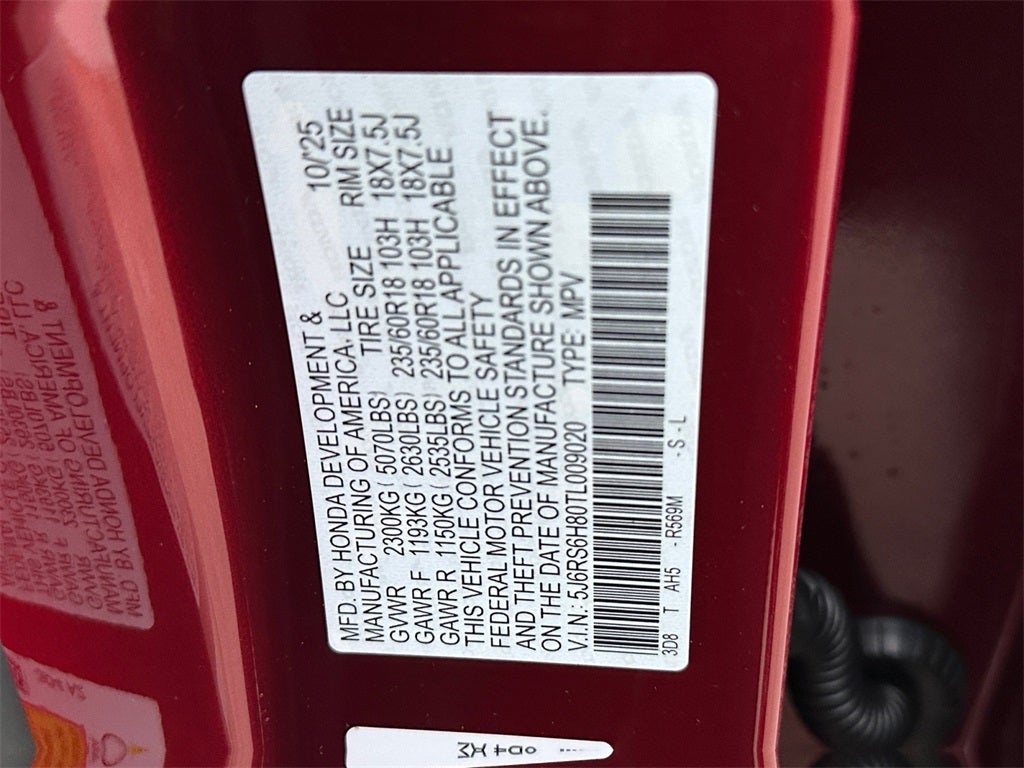 MFD. BY HONDA DEVELOPMENT & 10/'25
MANUFACTURING OF AMERICA, LLC TIRE SIZE RIM SIZE
GVWR 2300KG ( 5070LBS)
GAWR F 1193KG ( 2630LBS) 235/60R18 103H 18X7.5J
GAWR R 1150KG ( 2535LBS) 235/60R18 103H 18X7.5J
THIS VEHICLE CONFORMS TO ALL APPLICABLE
FEDERAL MOTOR VEHICLE SAFETY
AND THEFT PREVENTION STANDARDS IN EFFECT
ON THE DATE OF MANUFACTURE SHOWN ABOVE.
V.I.N.: 5J6RS6H80TL009020 TYPE: MPV
3D8 T AH5 - R569M - S - L